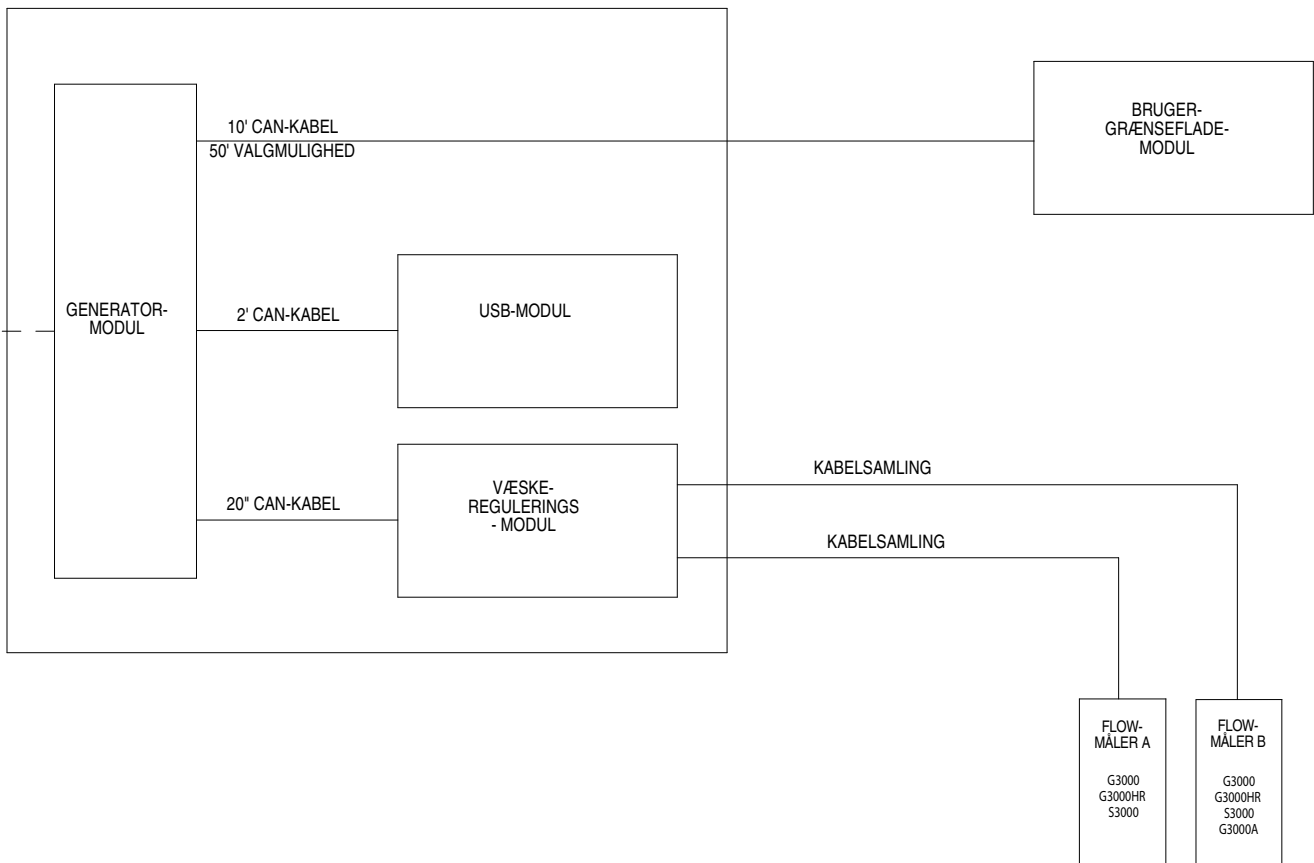 BRUGER-
GRÆNSEFLADE-
MODUL
10' CAN-KABEL
50' VALGMULIGHED
GENERATOR-
MODUL
2' CAN-KABEL
USB-MODUL
20" CAN-KABEL
VÆSKE-
REGULERINGS
- MODUL
KABELSAMLING
KABELSAMLING
FLOW-
MÅLER A
G3000
G3000HR
S3000
FLOW-
MÅLER B
G3000
G3000HR
S3000
G3000A